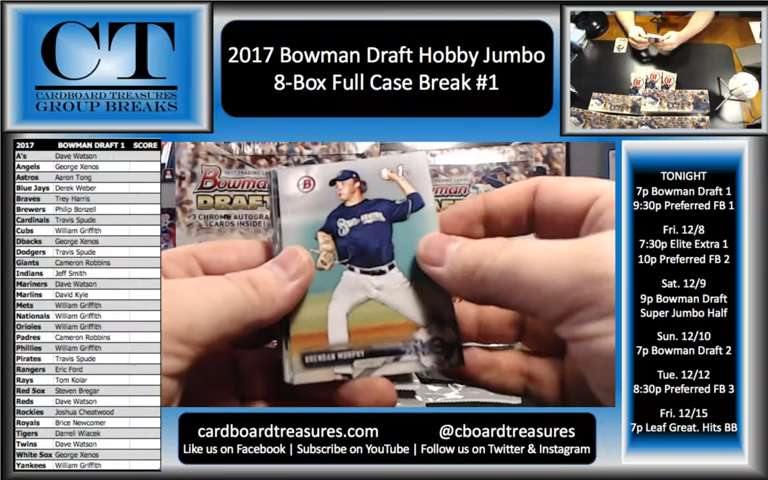 CT
CARDBOARD TREASURES
GROUP BREAKS
2017 Bowman Draft Hobby Jumbo
8-Box Full Case Break #1
2017 BOWMAN DRAFT 1 SCORE
A's Dave Watson
Angels George Xenos
Astros Aaron Tong
Blue Jays Derek Weber
Braves Trey Harris
Brewers Philip Bonzell
Cardinals Travis Spude
Cubs William Griffith
Dbacks George Xenos
Dodgers Travis Spude
Giants Cameron Robbins
Indians Jeff Smith
Mariners Dave Watson
Marlins David Kyle
Mets William Griffith
Nationals William Griffith
Orioles William Griffith
Padres Cameron Robbins
Phillies William Griffith
Pirates Travis Spude
Rangers Eric Ford
Rays Tom Kolar
Red Sox Steven Bregar
Reds Dave Watson
Rockies Joshua Cheatwood
Royals Brice Newcomer
Tigers Darrell Wiacek
Twins Dave Watson
White Sox George Xenos
Yankees William Griffith
Bowma
DRAFT
3 CHROME AUTOGRA
CARDS INSIDE!
B
1st
BRENDAN MURPHY
TONIGHT
7p Bowman Draft 1
9:30p Preferred FB 1
Fri. 12/8
7:30p Elite Extra 1
10p Preferred FB 2
Sat. 12/9
9p Bowman Draft
Super Jumbo Half
Sun. 12/10
7p Bowman Draft 2
Tue. 12/12
8:30p Preferred FB 3
Fri. 12/15
7p Leaf Great. Hits BB
cardboardtreasures.com @cboardtreasures
Like us on Facebook | Subscribe on YouTube | Follow us on Twitter & Instagram